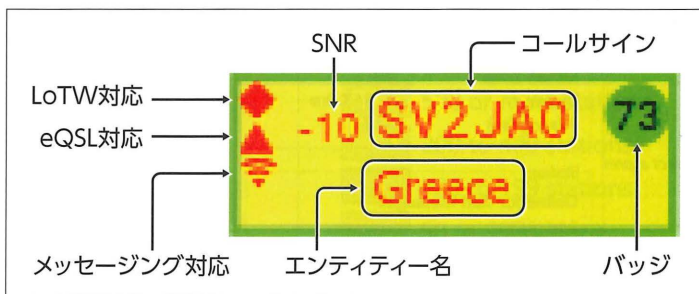 SNR
コールサイン
LoTW対応
eQSL対応
-10 SV2JAO 73
Greece
メッセージング対応
エンティティー名
バッジ